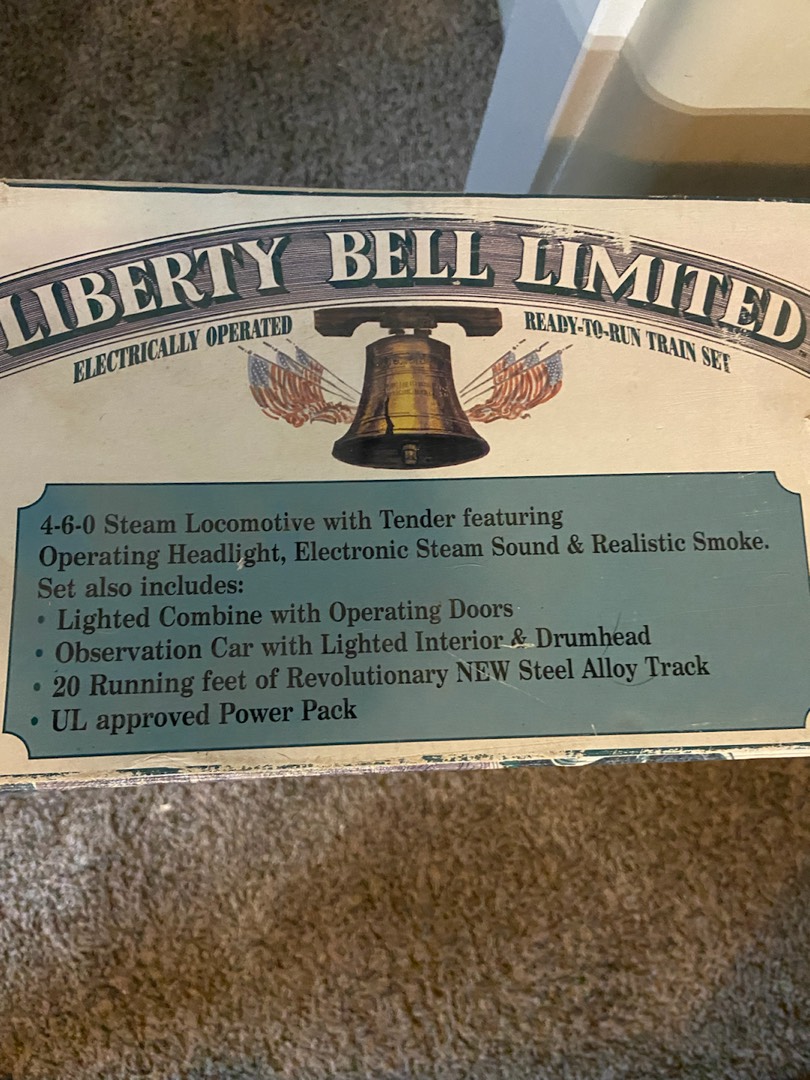 LIBERTY BELL LIMITED
ELECTRICALLY OPERATED
READY-TO-RUN TRAIN SET
4-6-0 Steam Locomotive with Tender featuring
Operating Headlight, Electronic Steam Sound & Realistic Smoke.
Set also includes:
• Lighted Combine with Operating Doors
• Observation Car with Lighted Interior & Drumhead
• 20 Running feet of Revolutionary NEW Steel Alloy Track
• UL approved Power Pack